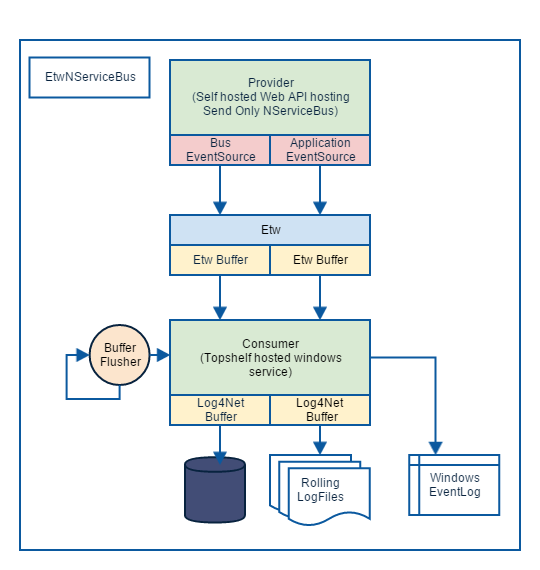 EtwNServiceBus
Provider
(Self hosted Web API hosting
Send Only NServiceBus)
Bus
EventSource
Application
EventSource
Etw
Etw Buffer
Etw Buffer
Buffer
Flusher
Consumer
(Topshelf hosted windows
service)
Log4Net
Buffer
Log4Net
Buffer
Rolling
LogFiles
Windows
EventLog